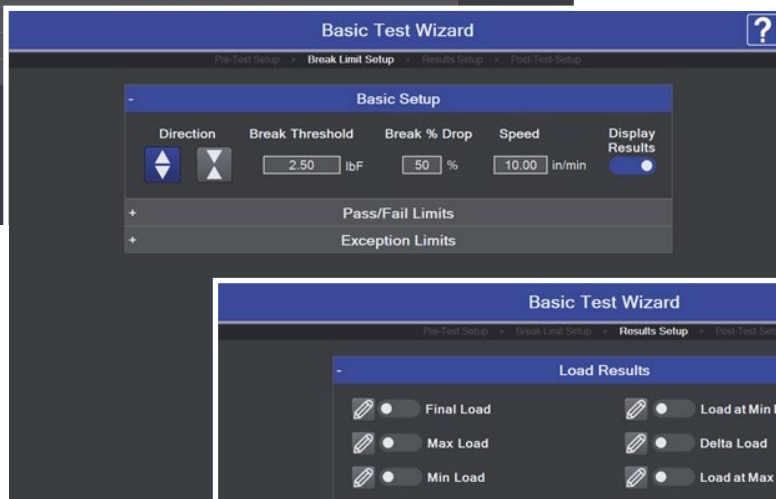 Basic Test Wizard
?
Pre-Test Setup > Break Limit Setup > Results Setup > Post-Test Setup
- Basic Setup
Direction Break Threshold Break % Drop Speed Display Results
2.50 lbF 50 % 10.00 in/min
+ Pass/Fail Limits
+ Exception Limits
Basic Test Wizard
Pre-Test Setup > Break Limit Setup > Results Setup > Post-Test
- Load Results
Final Load Load at Min
Max Load Delta Load
Min Load Load at Max